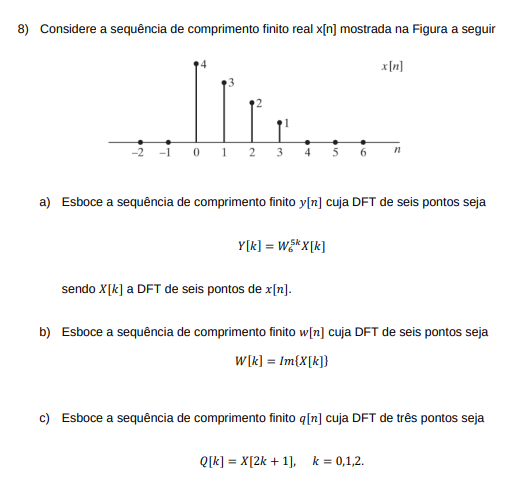 8) Considere a sequência de comprimento finito real x[n] mostrada na Figura a seguir
4
x[n]
3
2
1
-2 -1 0 1 2 3 4 5 6 n
a) Esboce a sequência de comprimento finito y[n] cuja DFT de seis pontos seja
Y[k] = W₆⁵ᵏX[k]
sendo X[k] a DFT de seis pontos de x[n].
b) Esboce a sequência de comprimento finito w[n] cuja DFT de seis pontos seja
W[k] = Im{X[k]}
c) Esboce a sequência de comprimento finito q[n] cuja DFT de três pontos seja
Q[k] = X[2k + 1], k = 0,1,2.